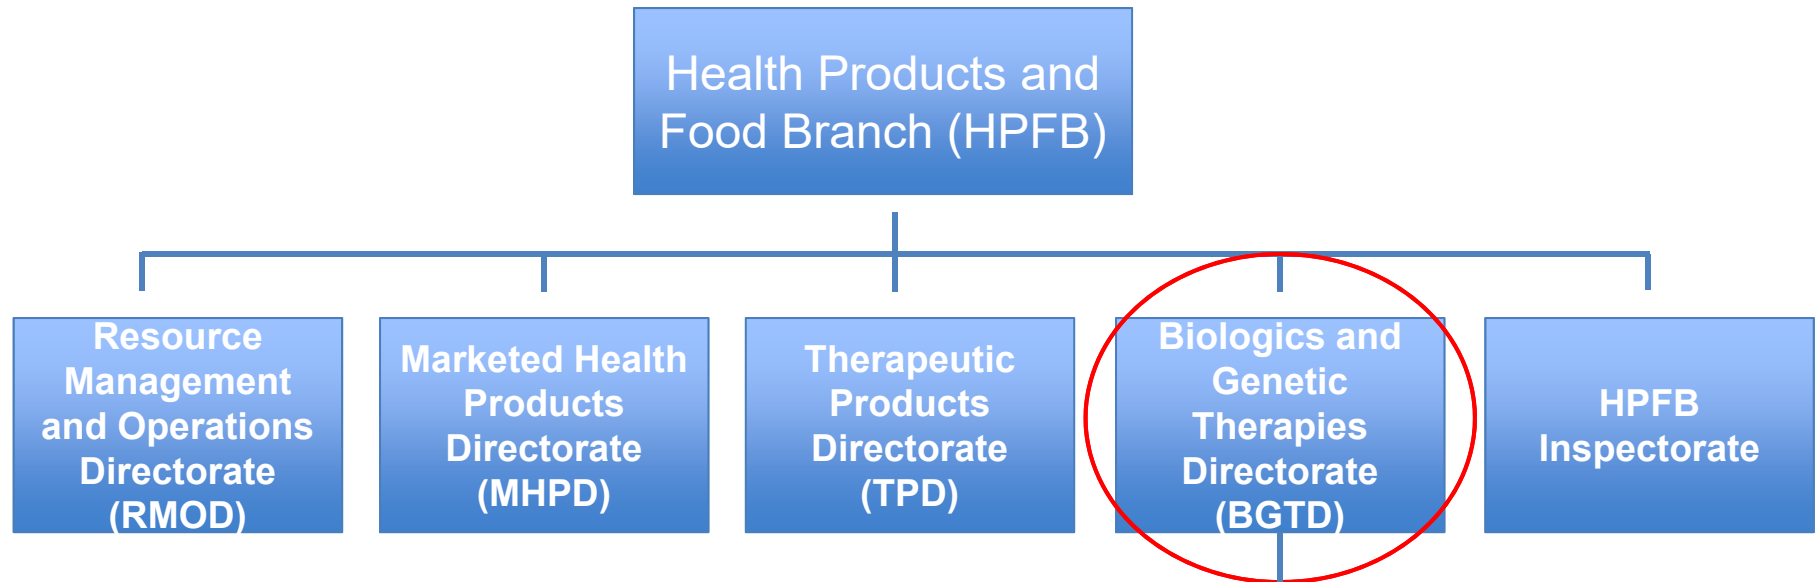 Health Products and
Food Branch (HPFB)
Resource
Management
and Operations
Directorate
(RMOD)
Marketed Health
Products
Directorate
(MHPD)
Therapeutic
Products
Directorate
(TPD)
Biologics and
Genetic
Therapies
Directorate
(BGTD)
HPFB
Inspectorate